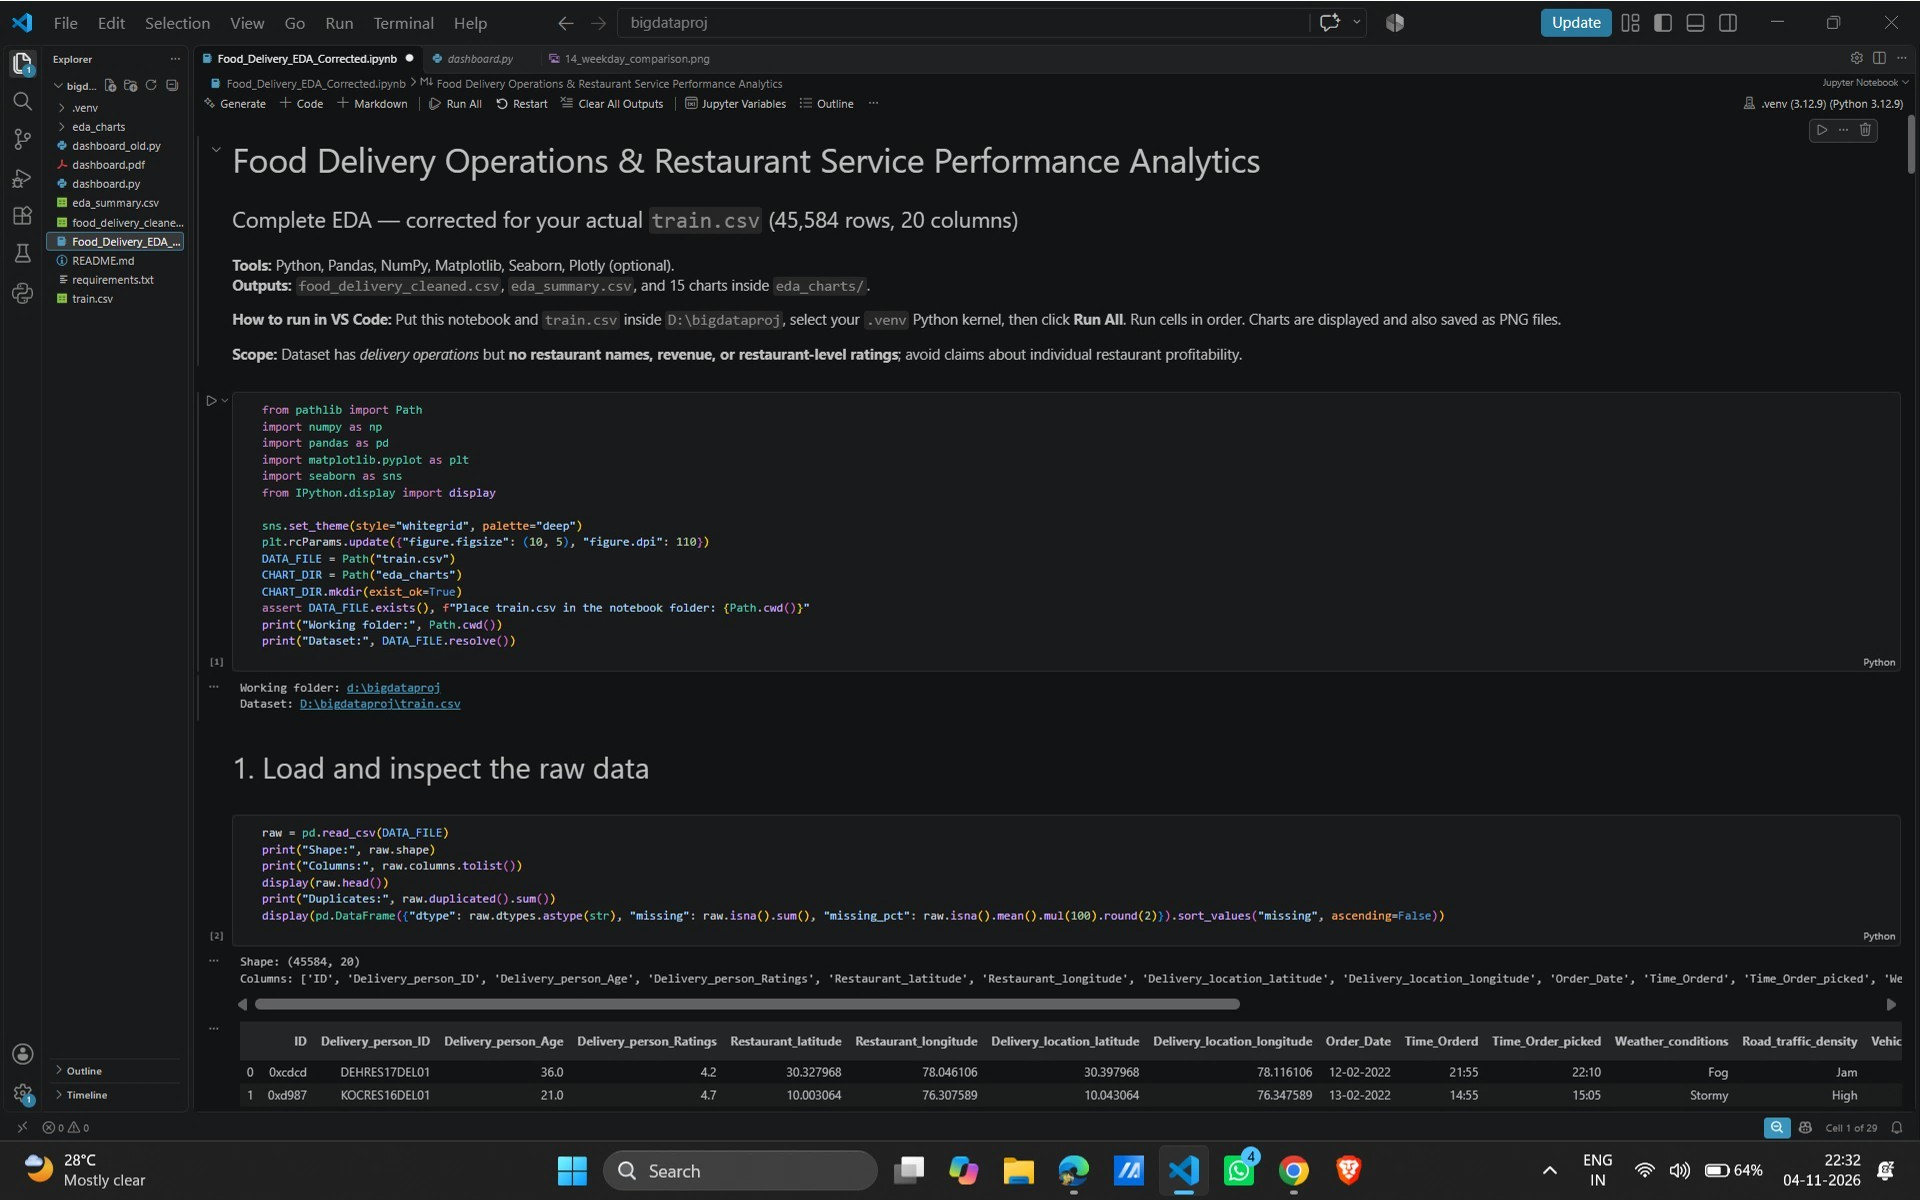 File Edit Selection View Go Run Terminal Help
bigdataproj
Update
Explorer
bigd...
.venv
eda_charts
dashboard_old.py
dashboard.pdf
dashboard.py
eda_summary.csv
food_delivery_cleane...
Food_Delivery_EDA_...
README.md
requirements.txt
train.csv
Outline
Timeline
Food_Delivery_EDA_Corrected.ipynb
dashboard.py
14_weekday_comparison.png
Food_Delivery_EDA_Corrected.ipynb > M↓ Food Delivery Operations & Restaurant Service Performance Analytics
Jupyter Notebook
Generate + Code + Markdown Run All Restart Clear All Outputs Jupyter Variables Outline ...
.venv (3.12.9) (Python 3.12.9)
Food Delivery Operations & Restaurant Service Performance Analytics
Complete EDA — corrected for your actual train.csv (45,584 rows, 20 columns)
Tools: Python, Pandas, NumPy, Matplotlib, Seaborn, Plotly (optional).
Outputs: food_delivery_cleaned.csv, eda_summary.csv, and 15 charts inside eda_charts/.
How to run in VS Code: Put this notebook and train.csv inside D:\bigdataproj, select your .venv Python kernel, then click Run All. Run cells in order. Charts are displayed and also saved as PNG files.
Scope: Dataset has delivery operations but no restaurant names, revenue, or restaurant-level ratings; avoid claims about individual restaurant profitability.
from pathlib import Path
import numpy as np
import pandas as pd
import matplotlib.pyplot as plt
import seaborn as sns
from IPython.display import display
sns.set_theme(style="whitegrid", palette="deep")
plt.rcParams.update({"figure.figsize": (10, 5), "figure.dpi": 110})
DATA_FILE = Path("train.csv")
CHART_DIR = Path("eda_charts")
CHART_DIR.mkdir(exist_ok=True)
assert DATA_FILE.exists(), f"Place train.csv in the notebook folder: {Path.cwd()}"
print("Working folder:", Path.cwd())
print("Dataset:", DATA_FILE.resolve())
[1]
Python
Working folder: d:\bigdataproj
Dataset: D:\bigdataproj\train.csv
1. Load and inspect the raw data
raw = pd.read_csv(DATA_FILE)
print("Shape:", raw.shape)
print("Columns:", raw.columns.tolist())
display(raw.head())
print("Duplicates:", raw.duplicated().sum())
display(pd.DataFrame({"dtype": raw.dtypes.astype(str), "missing": raw.isna().sum(), "missing_pct": raw.isna().mean().mul(100).round(2)}).sort_values("missing", ascending=False))
[2]
Python
Shape: (45584, 20)
Columns: ['ID', 'Delivery_person_ID', 'Delivery_person_Age', 'Delivery_person_Ratings', 'Restaurant_latitude', 'Restaurant_longitude', 'Delivery_location_latitude', 'Delivery_location_longitude', 'Order_Date', 'Time_Orderd', 'Time_Order_picked', 'We
ID Delivery_person_ID Delivery_person_Age Delivery_person_Ratings Restaurant_latitude Restaurant_longitude Delivery_location_latitude Delivery_location_longitude Order_Date Time_Orderd Time_Order_picked Weather_conditions Road_traffic_density Vehic
0 0xcdcd DEHRES17DEL01 36.0 4.2 30.327968 78.046106 30.397968 78.116106 12-02-2022 21:55 22:10 Fog Jam
1 0xd987 KOCRES16DEL01 21.0 4.7 10.003064 76.307589 10.043064 76.347589 13-02-2022 14:55 15:05 Stormy High
0 0
Cell 1 of 29
28°C
Mostly clear
Search
4
ENG
IN
64%
22:32
04-11-2026